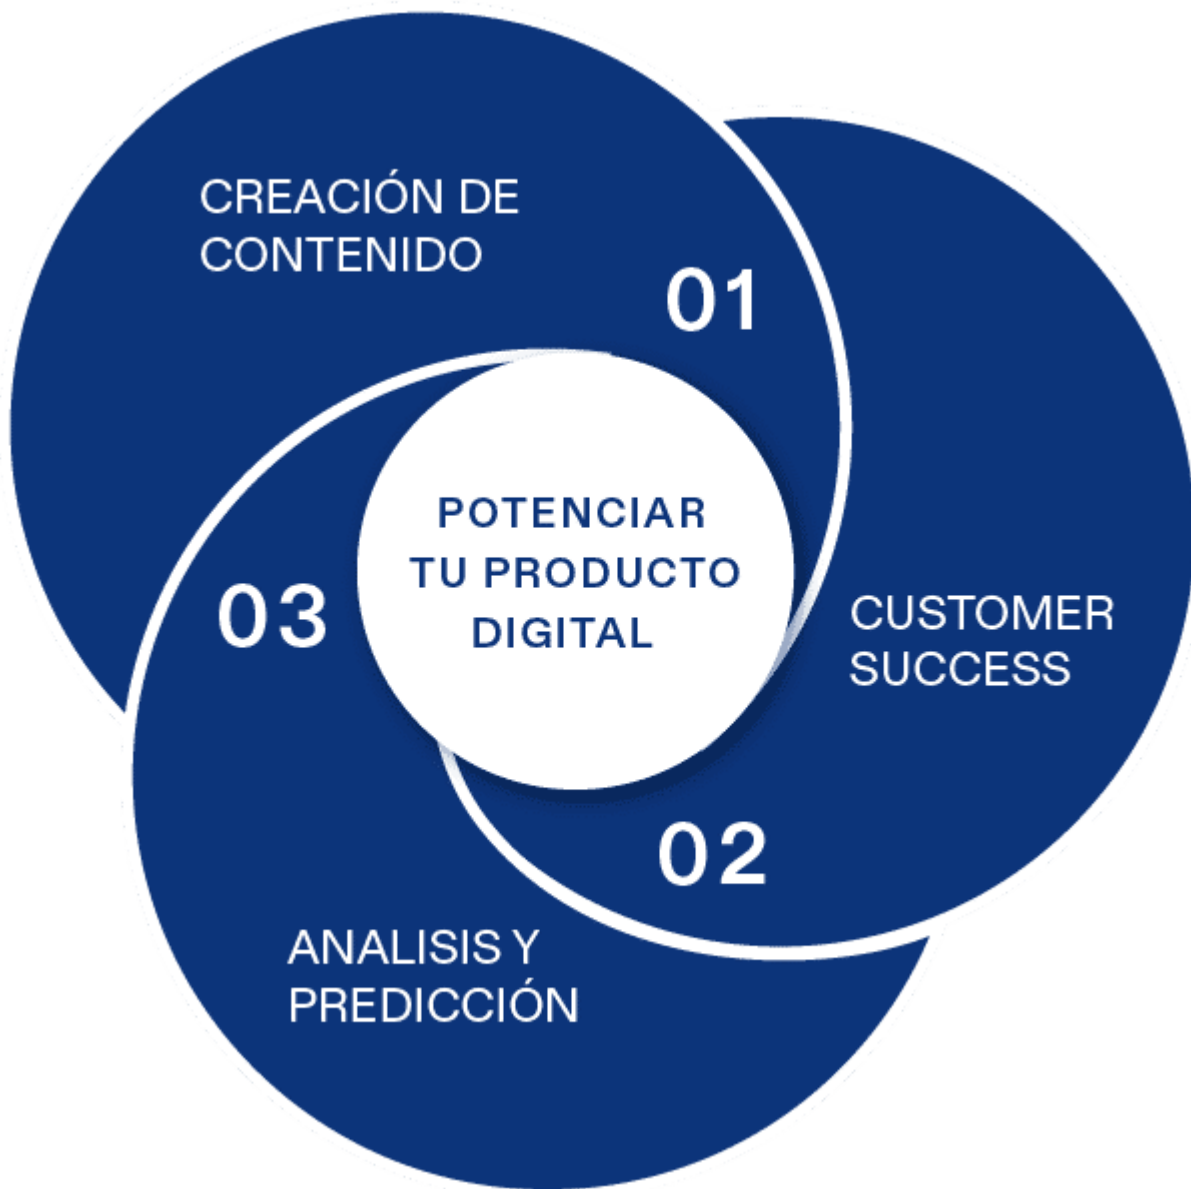 CREACIÓN DE
CONTENIDO
01
POTENCIAR
TU PRODUCTO
DIGITAL
CUSTOMER
SUCCESS
02
03
ANALISIS Y
PREDICCIÓN